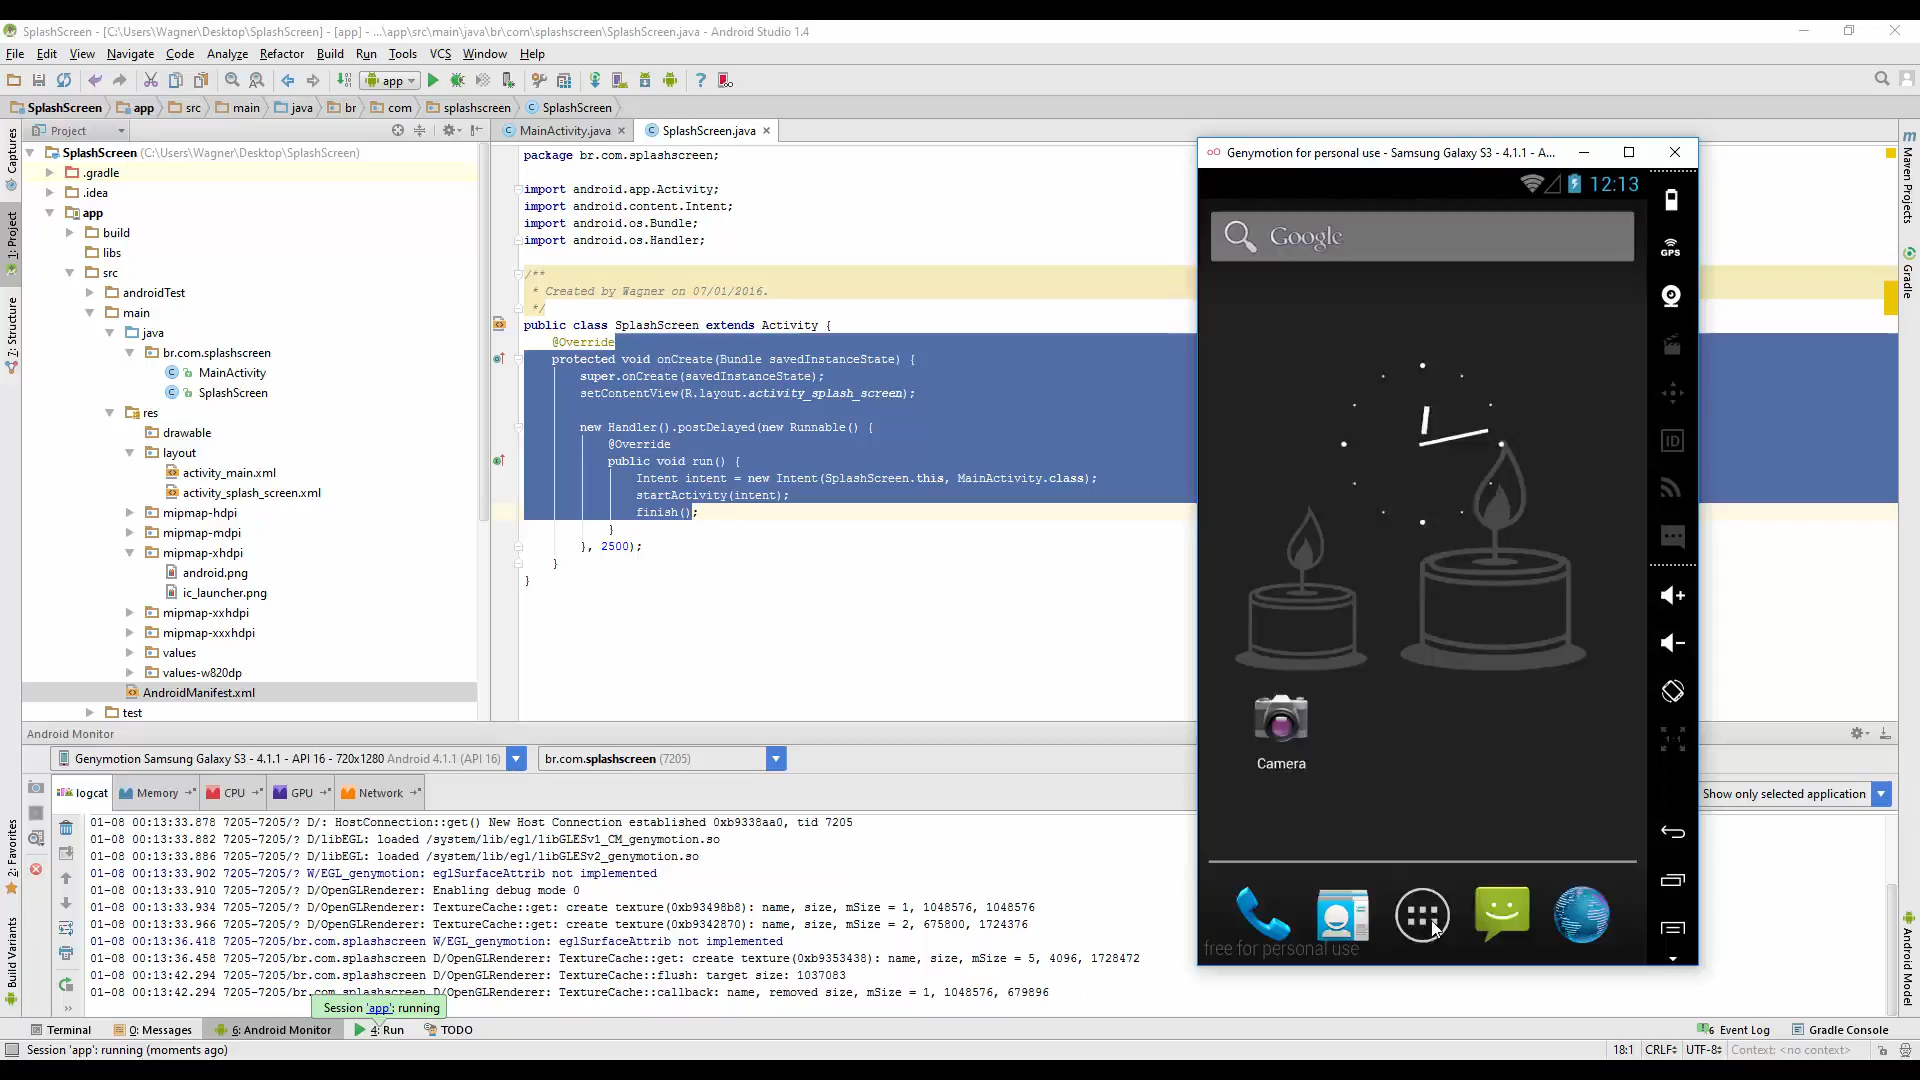 SplashScreen - [C:\Users\Wagner\Desktop\SplashScreen] - [app] - ...\app\src\main\java\br\com\splashscreen\SplashScreen.java - Android Studio 1.4
File Edit View Navigate Code Analyze Refactor Build Run Tools VCS Window Help
app
SplashScreen app src main java br com splashscreen SplashScreen
Project
MainActivity.java SplashScreen.java
Captures
1: Project
7: Structure
2: Favorites
Build Variants
SplashScreen (C:\Users\Wagner\Desktop\SplashScreen)
.gradle
.idea
app
build
libs
src
androidTest
main
java
br.com.splashscreen
MainActivity
SplashScreen
res
drawable
layout
activity_main.xml
activity_splash_screen.xml
mipmap-hdpi
mipmap-mdpi
mipmap-xhdpi
android.png
ic_launcher.png
mipmap-xxhdpi
mipmap-xxxhdpi
values
values-w820dp
AndroidManifest.xml
test
package br.com.splashscreen;
import android.app.Activity;
import android.content.Intent;
import android.os.Bundle;
import android.os.Handler;
/**
* Created by Wagner on 07/01/2016.
*/
public class SplashScreen extends Activity {
@Override
protected void onCreate(Bundle savedInstanceState) {
super.onCreate(savedInstanceState);
setContentView(R.layout.activity_splash_screen);
new Handler().postDelayed(new Runnable() {
@Override
public void run() {
Intent intent = new Intent(SplashScreen.this, MainActivity.class);
startActivity(intent);
finish();
}
}, 2500);
}
}
Genymotion for personal use - Samsung Galaxy S3 - 4.1.1 - A...
12:13
Google
GPS
ID
1:1
Camera
free for personal use
Maven Projects
Gradle
Android Model
Android Monitor
Genymotion Samsung Galaxy S3 - 4.1.1 - API 16 - 720x1280 Android 4.1.1 (API 16)
br.com.splashscreen (7205)
logcat Memory CPU GPU Network
Show only selected application
01-08 00:13:33.878 7205-7205/? D/: HostConnection::get() New Host Connection established 0xb9338aa0, tid 7205
01-08 00:13:33.882 7205-7205/? D/libEGL: loaded /system/lib/egl/libGLESv1_CM_genymotion.so
01-08 00:13:33.886 7205-7205/? D/libEGL: loaded /system/lib/egl/libGLESv2_genymotion.so
01-08 00:13:33.902 7205-7205/? W/EGL_genymotion: eglSurfaceAttrib not implemented
01-08 00:13:33.910 7205-7205/? D/OpenGLRenderer: Enabling debug mode 0
01-08 00:13:33.934 7205-7205/? D/OpenGLRenderer: TextureCache::get: create texture(0xb93498b8): name, size, mSize = 1, 1048576, 1048576
01-08 00:13:33.966 7205-7205/? D/OpenGLRenderer: TextureCache::get: create texture(0xb9342870): name, size, mSize = 2, 675800, 1724376
01-08 00:13:36.418 7205-7205/br.com.splashscreen W/EGL_genymotion: eglSurfaceAttrib not implemented
01-08 00:13:36.458 7205-7205/br.com.splashscreen D/OpenGLRenderer: TextureCache::get: create texture(0xb9353438): name, size, mSize = 5, 4096, 1728472
01-08 00:13:42.294 7205-7205/br.com.splashscreen D/OpenGLRenderer: TextureCache::flush: target size: 1037083
01-08 00:13:42.294 7205-7205/br.com.splashscreen D/OpenGLRenderer: TextureCache::callback: name, removed size, mSize = 1, 1048576, 679896
Session 'app': running
Terminal 0: Messages 6: Android Monitor 4: Run TODO
6 Event Log Gradle Console
Session 'app': running (moments ago)
18:1 CRLF UTF-8 Context: <no context>